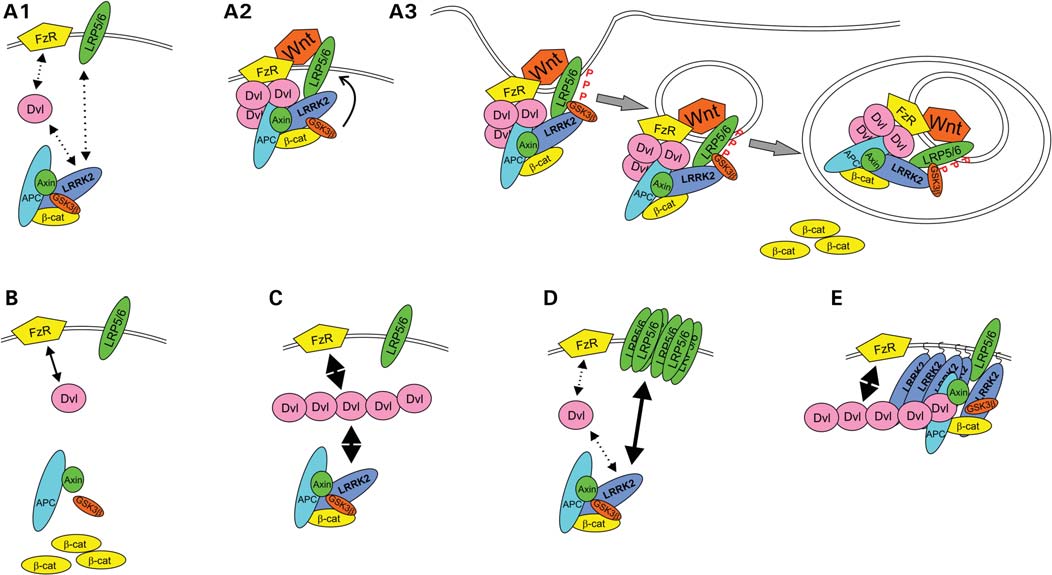 A1
FzR
LRP5/6
Dvl
Axin
LRRK2
APC
GSK3β
β-cat
A2
Wnt
FzR
LRP5/6
Dvl
Dvl
Dvl
LRRK2
Axin
GSK3β
APC
β-cat
A3
Wnt
FzR
LRP5/6
P
P
P
Dvl
Dvl
Dvl
GSK3β
LRRK2
Axin
APC
β-cat
Wnt
FzR
LRP5/6
P
P
P
Dvl
Dvl
GSK3β
Axin
LRRK2
APC
β-cat
FzR
Wnt
Dvl
Dvl
Dvl
LRP5/6
P
P
P
APC
Axin
LRRK2
GSK3β
β-cat
β-cat
β-cat
β-cat
B
FzR
LRP5/6
Dvl
Axin
APC
GSK3β
β-cat
β-cat
β-cat
C
FzR
LRP5/6
Dvl
Dvl
Dvl
Dvl
Dvl
Axin
LRRK2
APC
GSK3β
β-cat
D
FzR
LRP5/6
LRP5/6
LRP5/6
LRP5/6
LRP5/6
Dvl
Axin
LRRK2
APC
GSK3β
β-cat
E
FzR
LRP5/6
LRRK2
LRRK2
LRRK2
LRRK2
Axin
Dvl
Dvl
Dvl
Dvl
Dvl
GSK3β
APC
β-cat